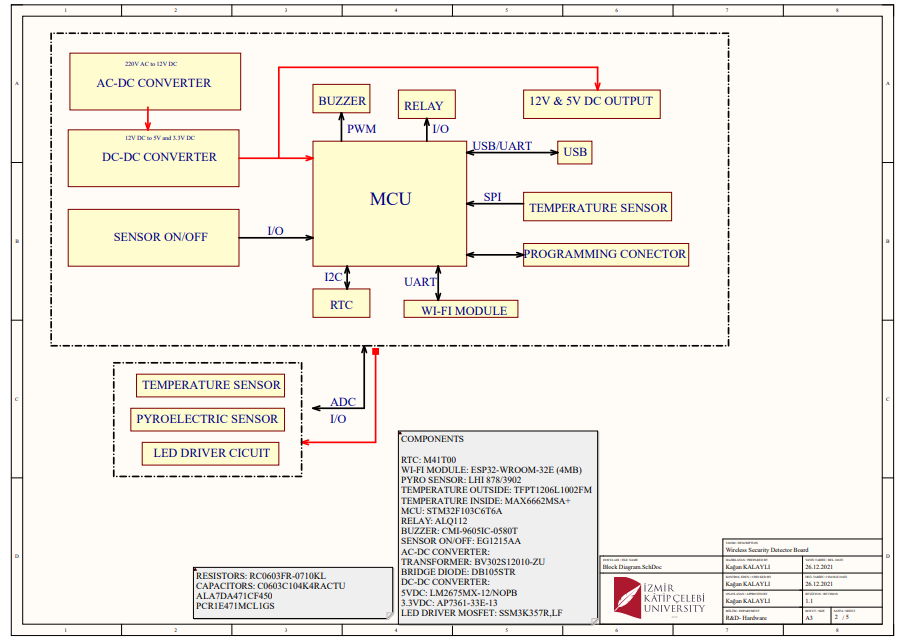 1 2 3 4 5 6 7 8
A A
B B
C C
D D
220V AC to 12V DC
AC-DC CONVERTER
12V DC to 5V and 3.3V DC
DC-DC CONVERTER
SENSOR ON/OFF
I/O
BUZZER
PWM
RELAY
I/O
12V & 5V DC OUTPUT
MCU
USB/UART
USB
SPI
TEMPERATURE SENSOR
PROGRAMMING CONECTOR
I2C
RTC
UART
WI-FI MODULE
TEMPERATURE SENSOR
PYROELECTRIC SENSOR
LED DRIVER CICUIT
ADC
I/O
COMPONENTS
RTC: M41T00
WI-FI MODULE: ESP32-WROOM-32E (4MB)
PYRO SENSOR: LHI 878/3902
TEMPERATURE OUTSIDE: TFPT1206L1002FM
TEMPERATURE INSIDE: MAX6662MSA+
MCU: STM32F103C6T6A
RELAY: ALQ112
BUZZER: CMI-9605IC-0580T
SENSOR ON/OFF: EG1215AA
AC-DC CONVERTER:
TRANSFORMER: BV302S12010-ZU
BRIDGE DIODE: DB105STR
DC-DC CONVERTER:
5VDC: LM2675MX-12/NOPB
3.3VDC: AP7361-33E-13
LED DRIVER MOSFET: SSM3K357R,LF
RESISTORS: RC0603FR-0710KL
CAPACITORS: C0603C104K4RACTU
ALA7DA471CF450
PCR1E471MCL1GS
Wireless Security Detector Board
Block Diagram.SchDoc
Kağan KALAYLI
26.12.2021
Kağan KALAYLI
26.12.2021
Kağan KALAYLI
1.1
R&D- Hardware
A3
2 / 5
İZMİR
KÂTİP ÇELEBİ
UNIVERSITY
1 2 3 4 5 6 7 8